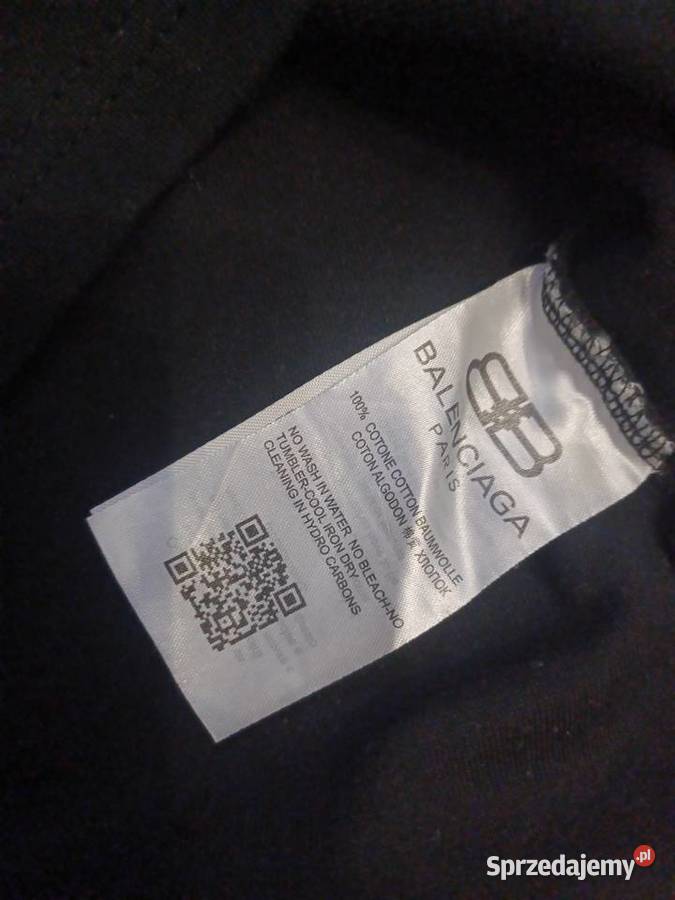 BALENCIAGA
PARIS
100% COTONE COTTON BAUMWOLLE
COTON ALGODON 棉 ХЛОПОК
NO WASH IN WATER NO BLEACH-NO
TUMBLER-COOL IRON DRY
CLEANING IN HYDRO CARBONS
Sprzedajemy.pl